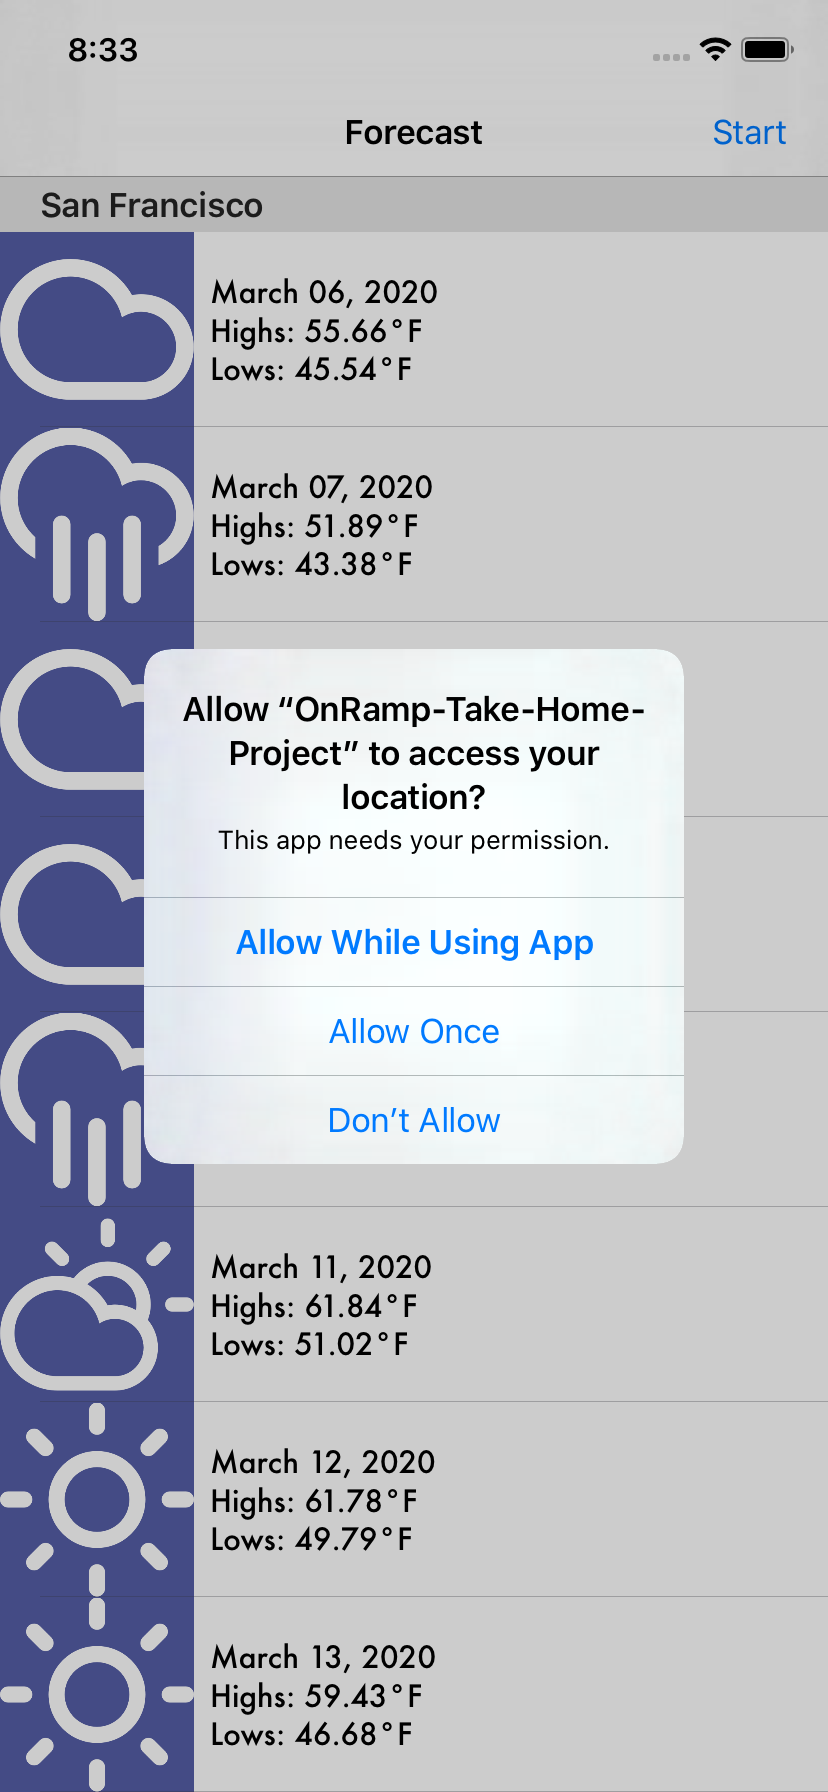 8:33
Forecast
Start
San Francisco
March 06, 2020
Highs: 55.66°F
Lows: 45.54°F
March 07, 2020
Highs: 51.89°F
Lows: 43.38°F
Allow “OnRamp-Take-Home-
Project” to access your
location?
This app needs your permission.
Allow While Using App
Allow Once
Don’t Allow
March 11, 2020
Highs: 61.84°F
Lows: 51.02°F
March 12, 2020
Highs: 61.78°F
Lows: 49.79°F
March 13, 2020
Highs: 59.43°F
Lows: 46.68°F